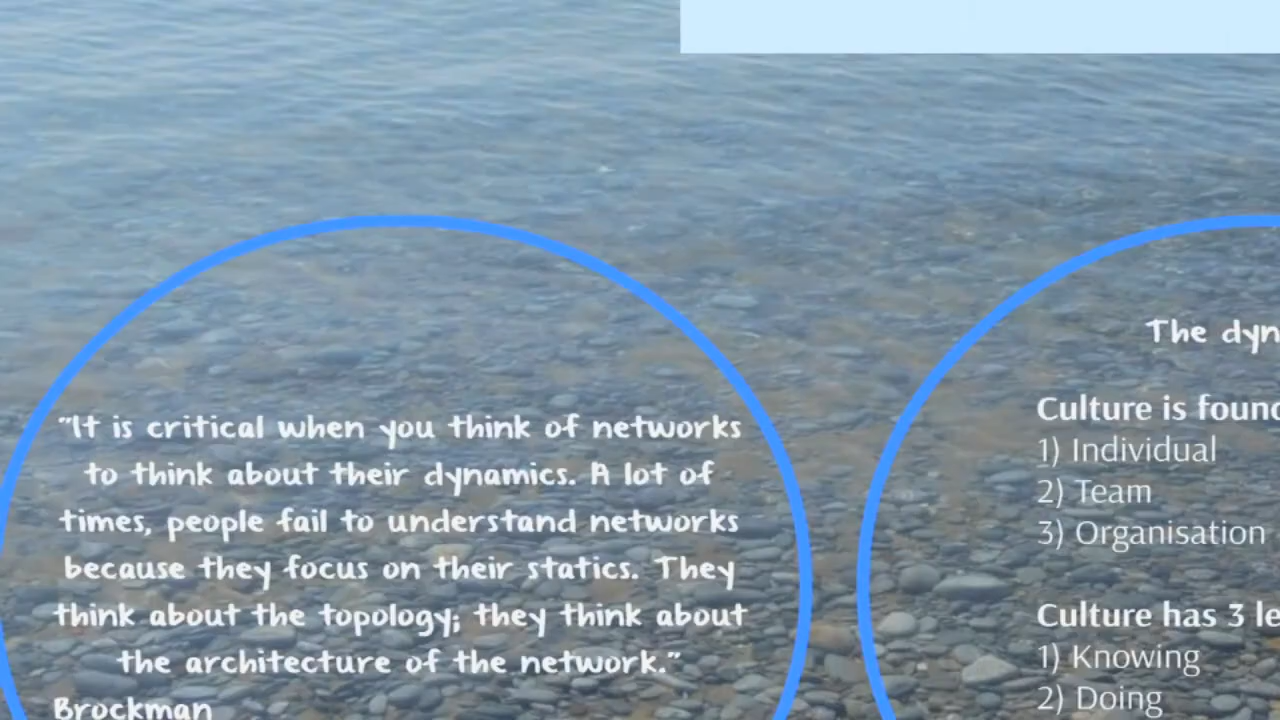 "It is critical when you think of networks
to think about their dynamics. A lot of
times, people fail to understand networks
because they focus on their statics. They
think about the topology; they think about
the architecture of the network."
Brockman
The dyn
Culture is found
1) Individual
2) Team
3) Organisation
Culture has 3 le
1) Knowing
2) Doing